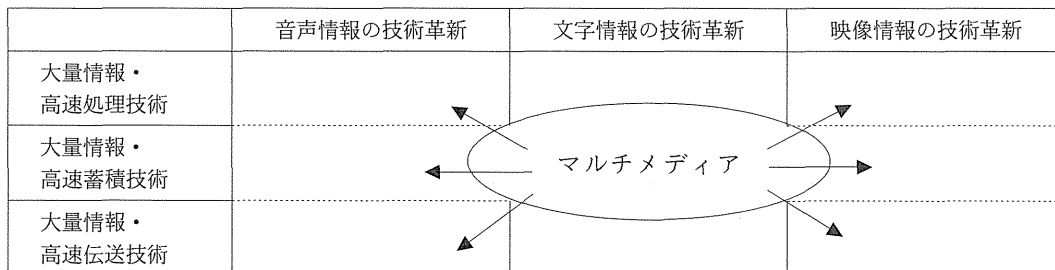 音声情報の技術革新
文字情報の技術革新
映像情報の技術革新
大量情報・
高速処理技術
大量情報・
高速蓄積技術
マルチメディア
大量情報・
高速伝送技術